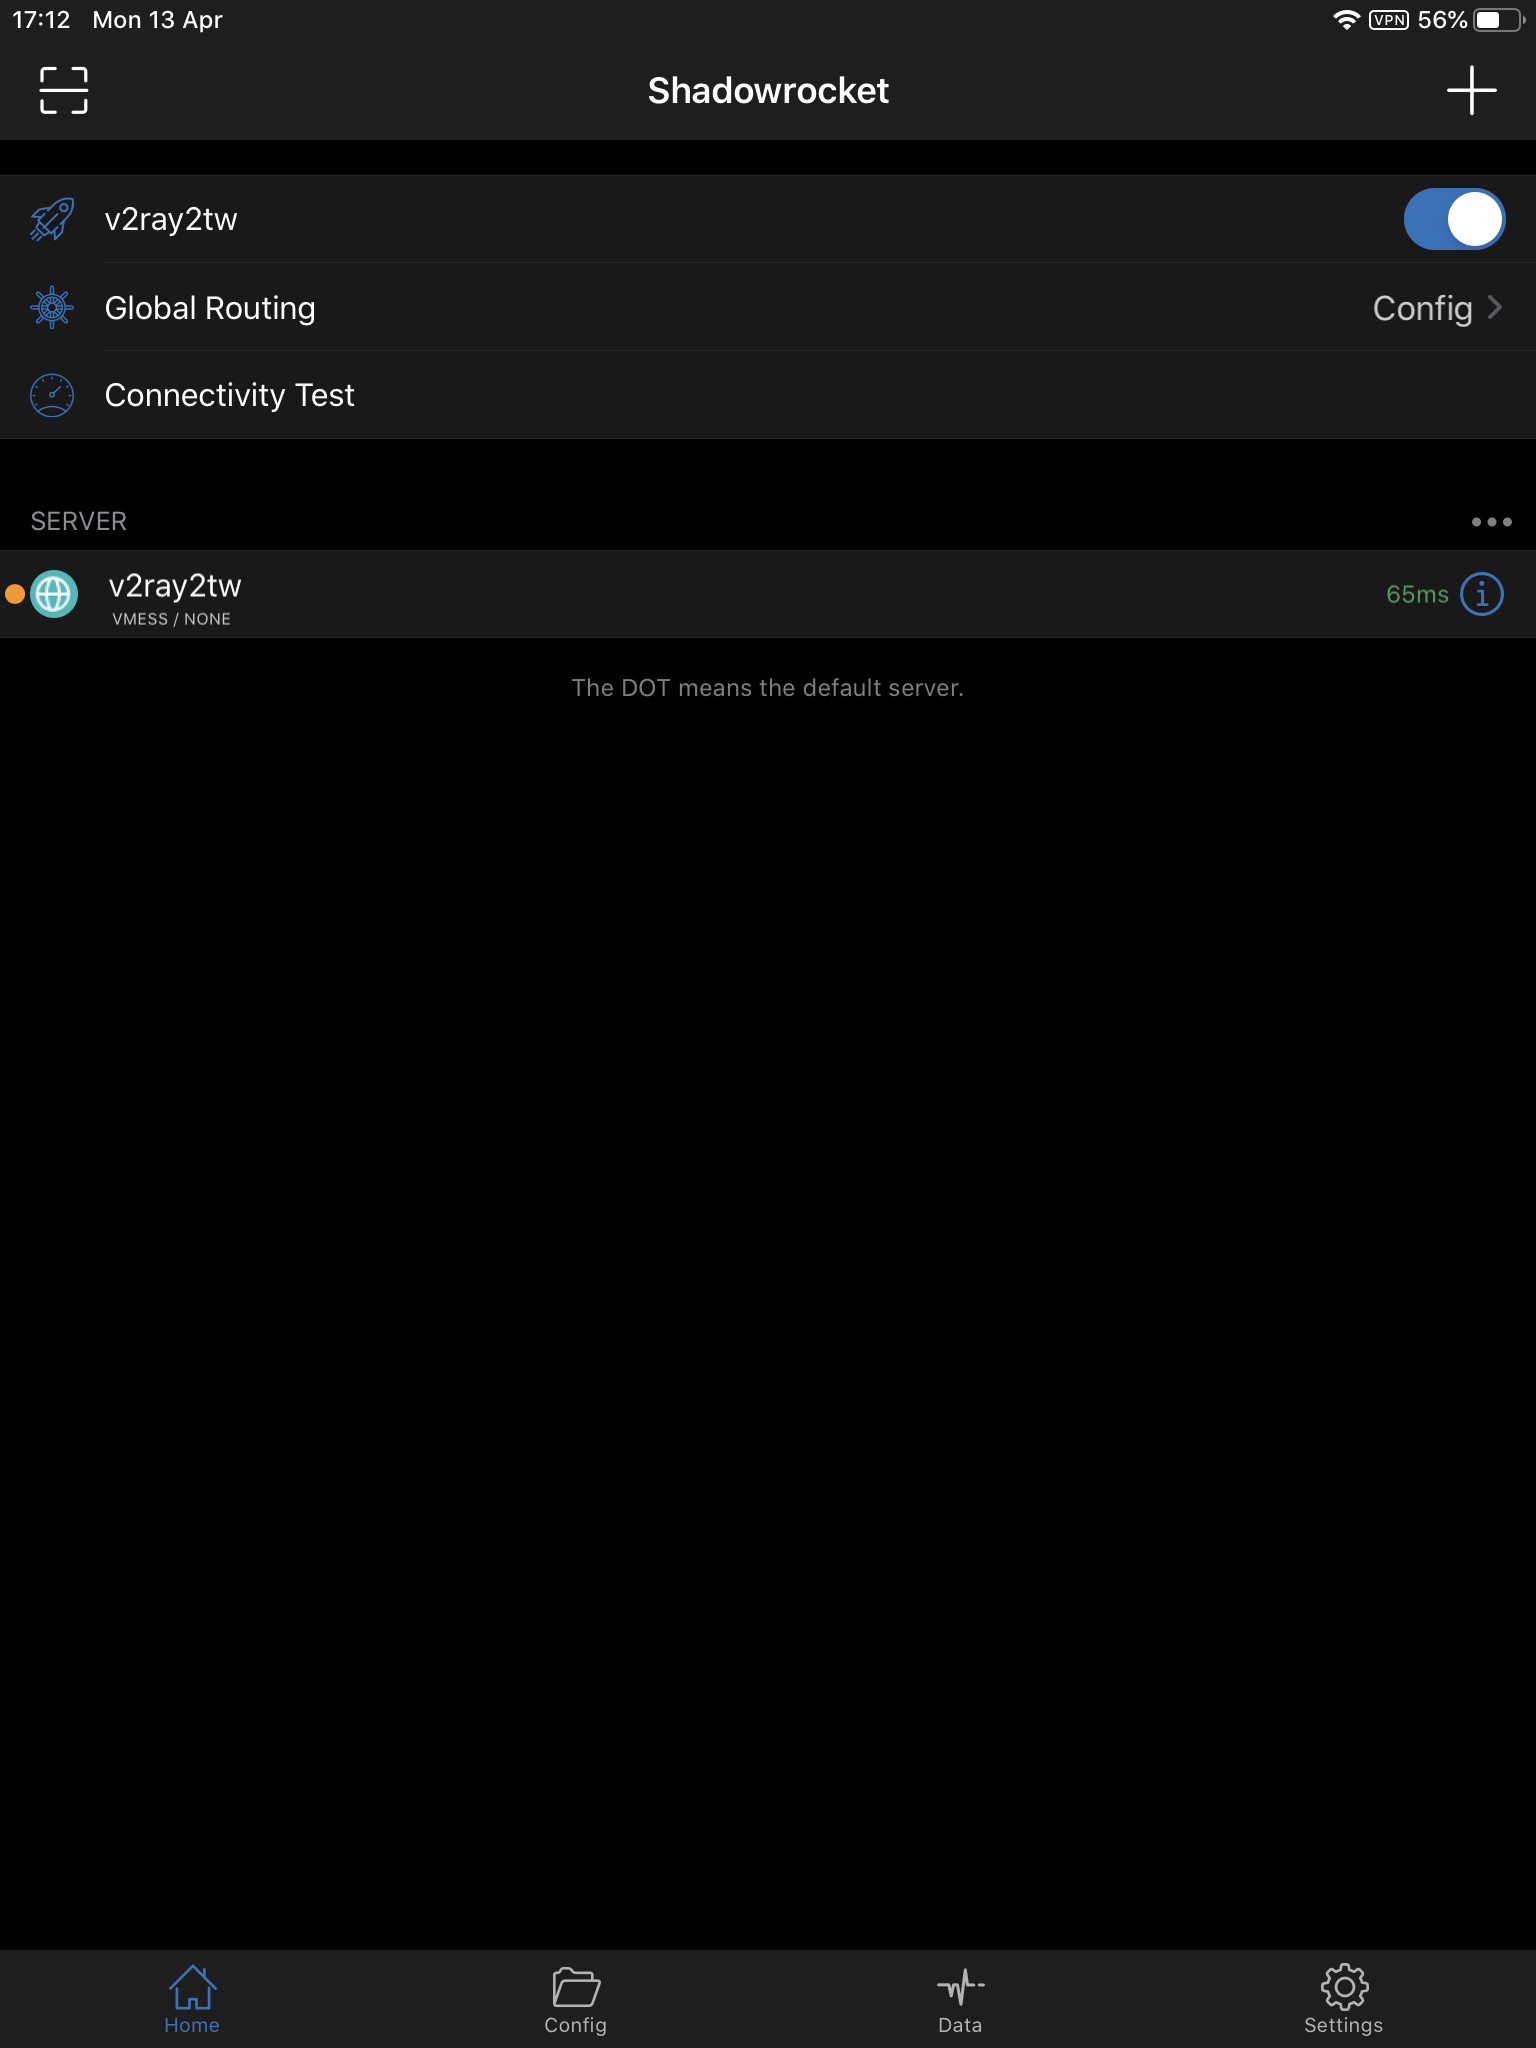 17:12 Mon 13 Apr VPN 56%
Shadowrocket
v2ray2tw
Global Routing Config
Connectivity Test
SERVER
v2ray2tw
VMESS / NONE
65ms
The DOT means the default server.
Home Config Data Settings